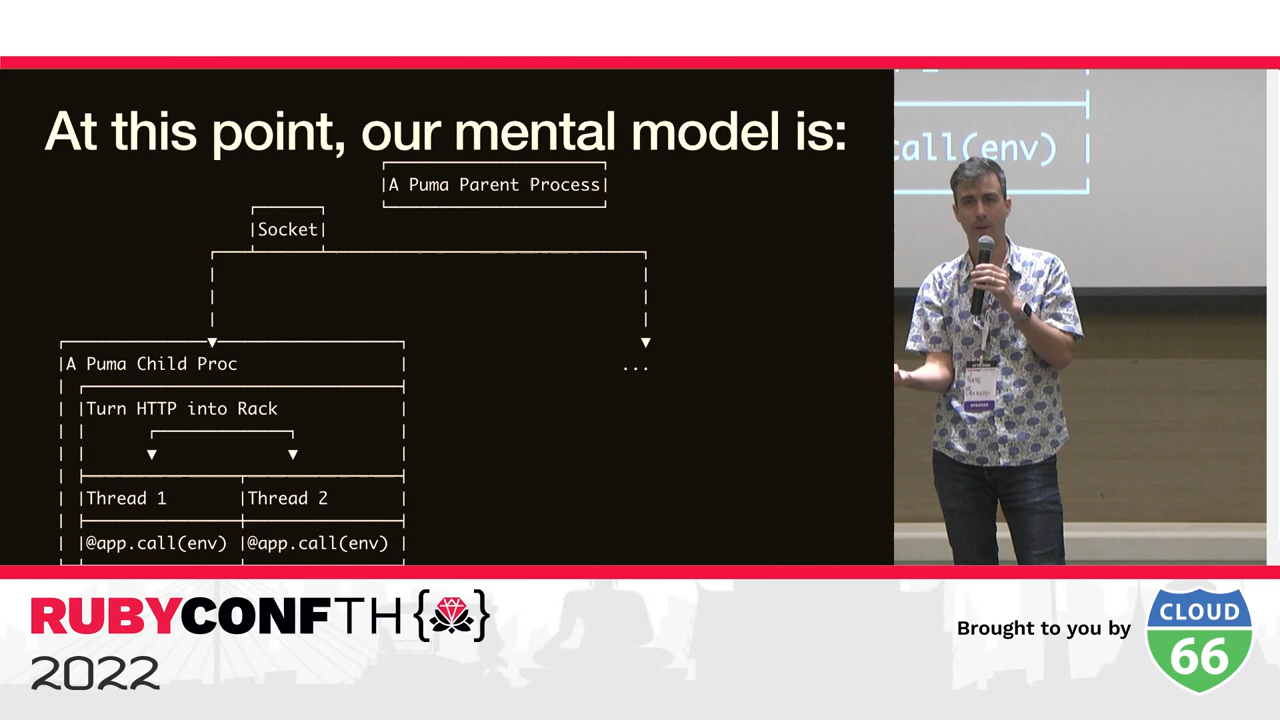 At this point, our mental model is:
A Puma Parent Process
Socket
A Puma Child Proc
...
Turn HTTP into Rack
Thread 1
Thread 2
@app.call(env)
@app.call(env)
call(env)
SPEAKER
RUBYCONFTH{}
2022
Brought to you by
CLOUD
66